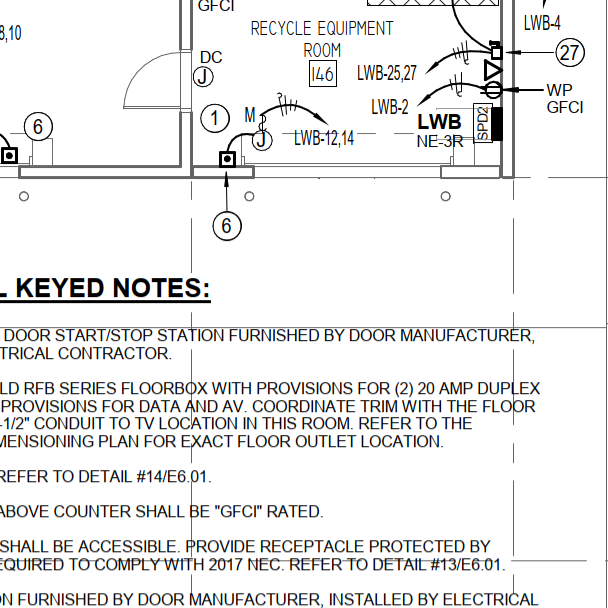 GFCI
LWB-4
8,10
RECYCLE EQUIPMENT
ROOM
146
DC
J
LWB-25,27
27
WP
GFCI
LWB-2
1
M
J
LWB-12,14
LWB
NE-3R
SPD2
6
6
L KEYED NOTES:
DOOR START/STOP STATION FURNISHED BY DOOR MANUFACTURER,
TRICAL CONTRACTOR.
LD RFB SERIES FLOORBOX WITH PROVISIONS FOR (2) 20 AMP DUPLEX
PROVISIONS FOR DATA AND AV. COORDINATE TRIM WITH THE FLOOR
-1/2" CONDUIT TO TV LOCATION IN THIS ROOM. REFER TO THE
MENSIONING PLAN FOR EXACT FLOOR OUTLET LOCATION.
REFER TO DETAIL #14/E6.01.
ABOVE COUNTER SHALL BE "GFCI" RATED.
SHALL BE ACCESSIBLE. PROVIDE RECEPTACLE PROTECTED BY
EQUIRED TO COMPLY WITH 2017 NEC. REFER TO DETAIL #13/E6.01.
ON FURNISHED BY DOOR MANUFACTURER, INSTALLED BY ELECTRICAL